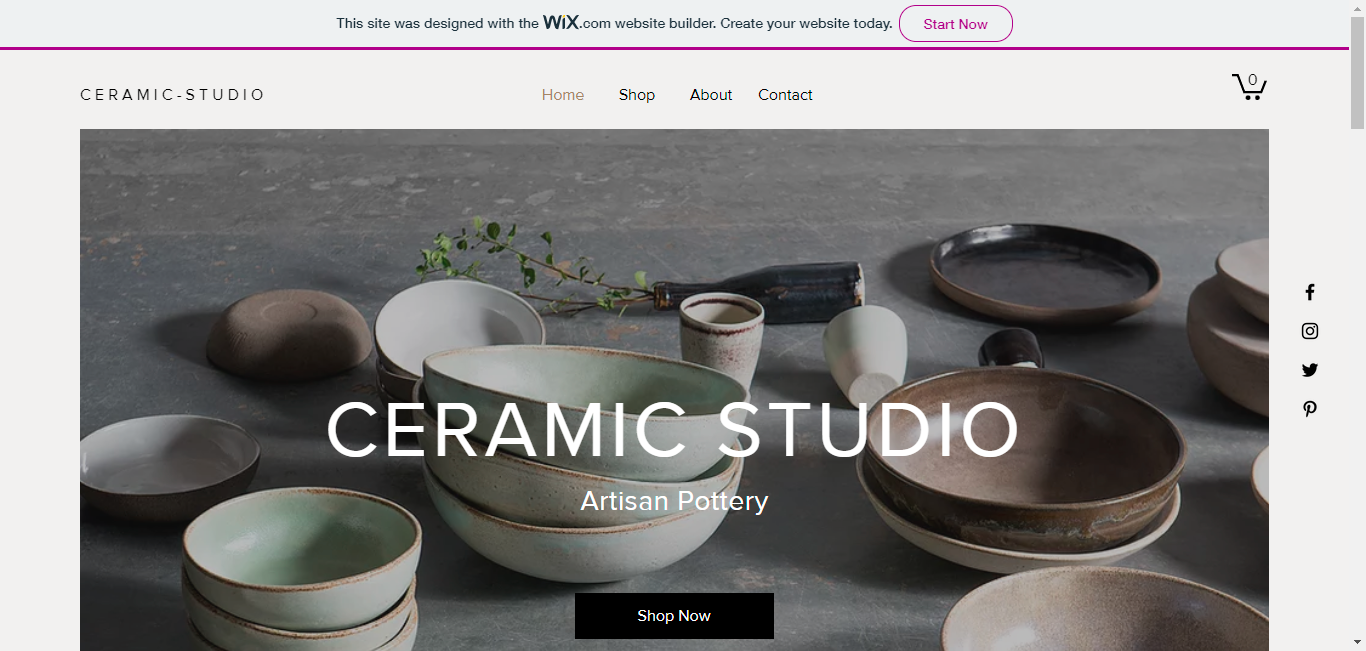 This site was designed with the WiX.com website builder. Create your website today. Start Now
CERAMIC-STUDIO Home Shop About Contact 0
CERAMIC STUDIO
Artisan Pottery
Shop Now